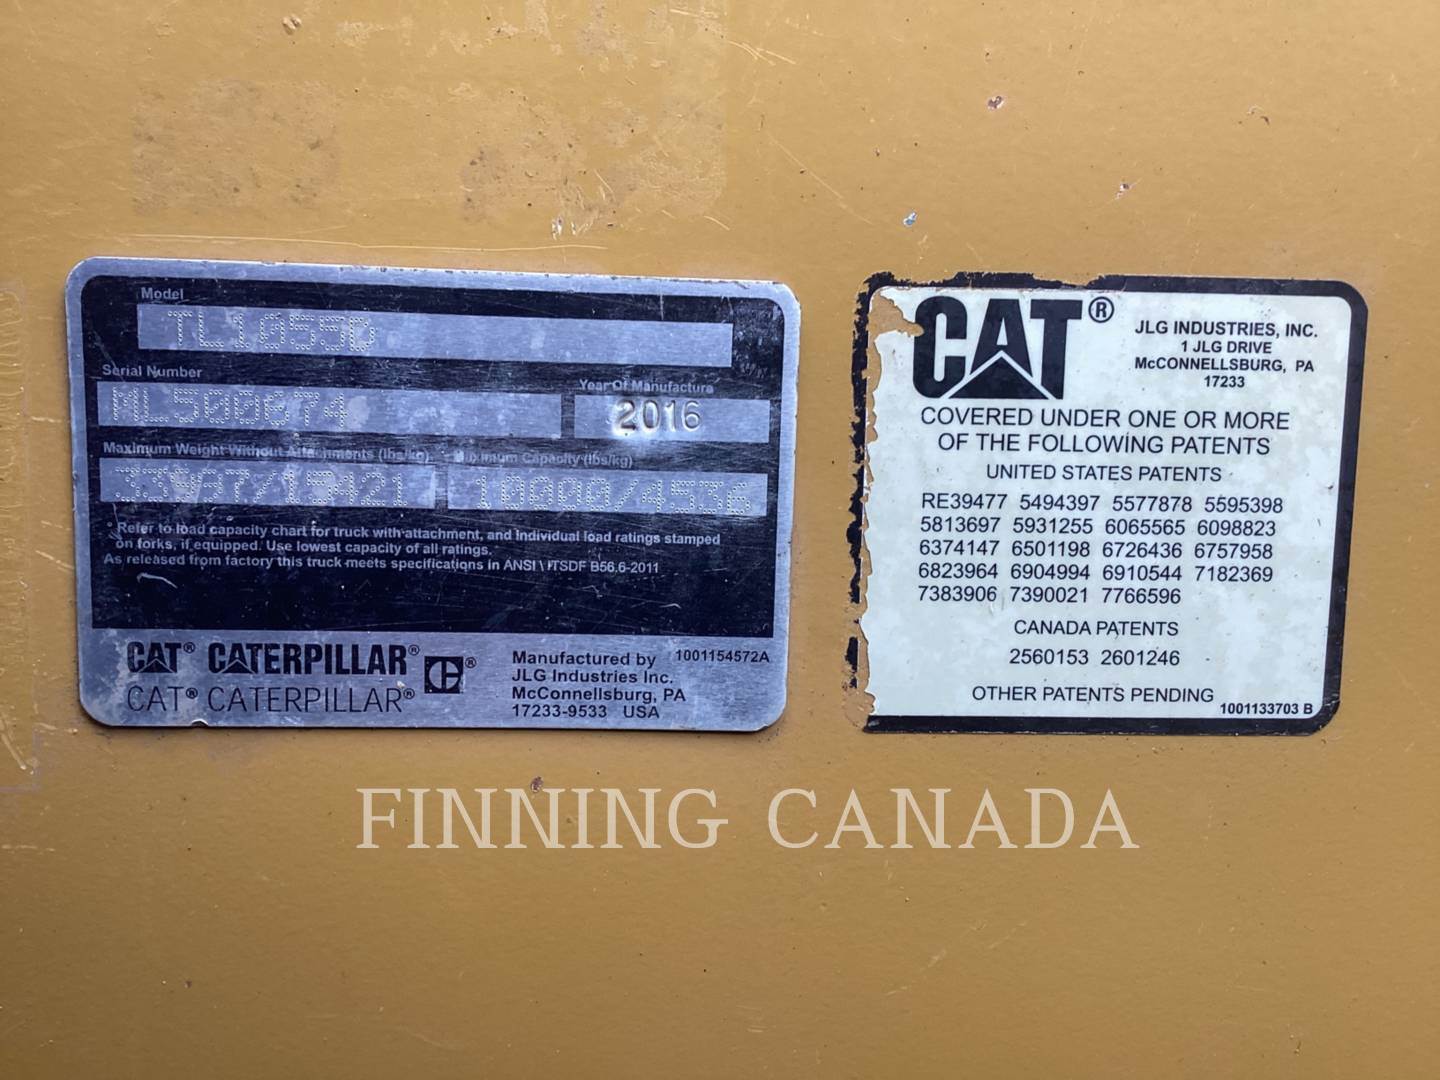 Model
TL1055D
Serial Number
Year Of Manufacture
2016
Maximum Weight Without Attachments (lbs/kg)
Maximum Capacity (lbs/kg)
10000/4536
* Refer to load capacity chart for truck with attachment, and Individual load ratings stamped
on forks, if equipped. Use lowest capacity of all ratings.
As released from factory this truck meets specifications in ANSI \ ITSDF B56.6-2011
CAT® CATERPILLAR®
CAT® CATERPILLAR®
Manufactured by 1001154572A
JLG Industries Inc.
McConnellsburg, PA
17233-9533 USA
CAT®
JLG INDUSTRIES, INC.
1 JLG DRIVE
McCONNELLSBURG, PA
17233
COVERED UNDER ONE OR MORE
OF THE FOLLOWING PATENTS
UNITED STATES PATENTS
RE39477 5494397 5577878 5595398
5813697 5931255 6065565 6098823
6374147 6501198 6726436 6757958
6823964 6904994 6910544 7182369
7383906 7390021 7766596
CANADA PATENTS
2560153 2601246
OTHER PATENTS PENDING
1001133703 B
FINNING CANADA